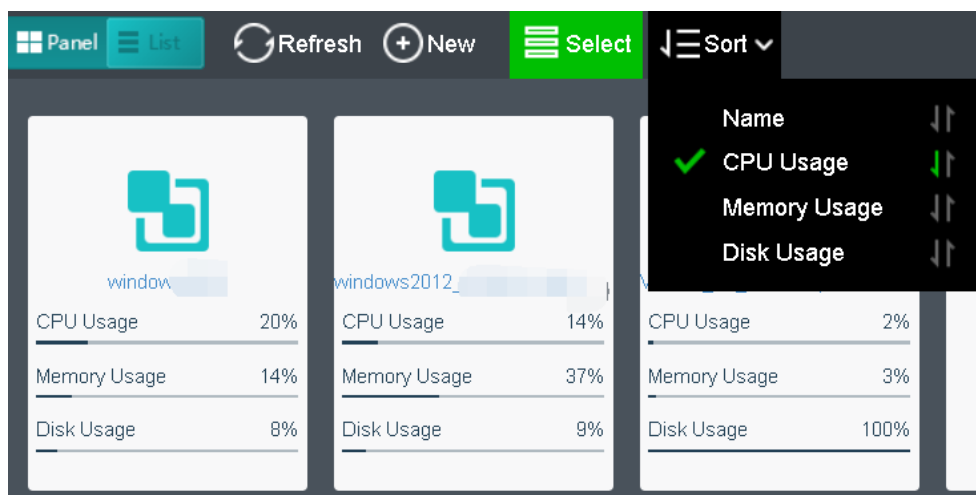 Panel List Refresh New Select Sort
Name
CPU Usage
Memory Usage
Disk Usage
windows2012_
CPU Usage 20%
Memory Usage 14%
Disk Usage 8%
CPU Usage 14%
Memory Usage 37%
Disk Usage 9%
CPU Usage 2%
Memory Usage 3%
Disk Usage 100%